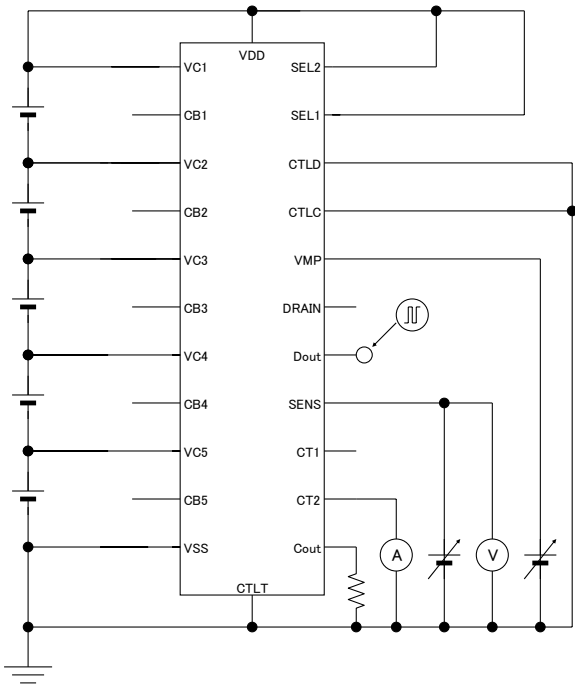 VDD
VC1
SEL2
CB1
SEL1
VC2
CTLD
CB2
CTLC
VC3
VMP
CB3
DRAIN
VC4
Dout
CB4
SENS
VC5
CT1
CB5
CT2
VSS
Cout
A
V
CTLT